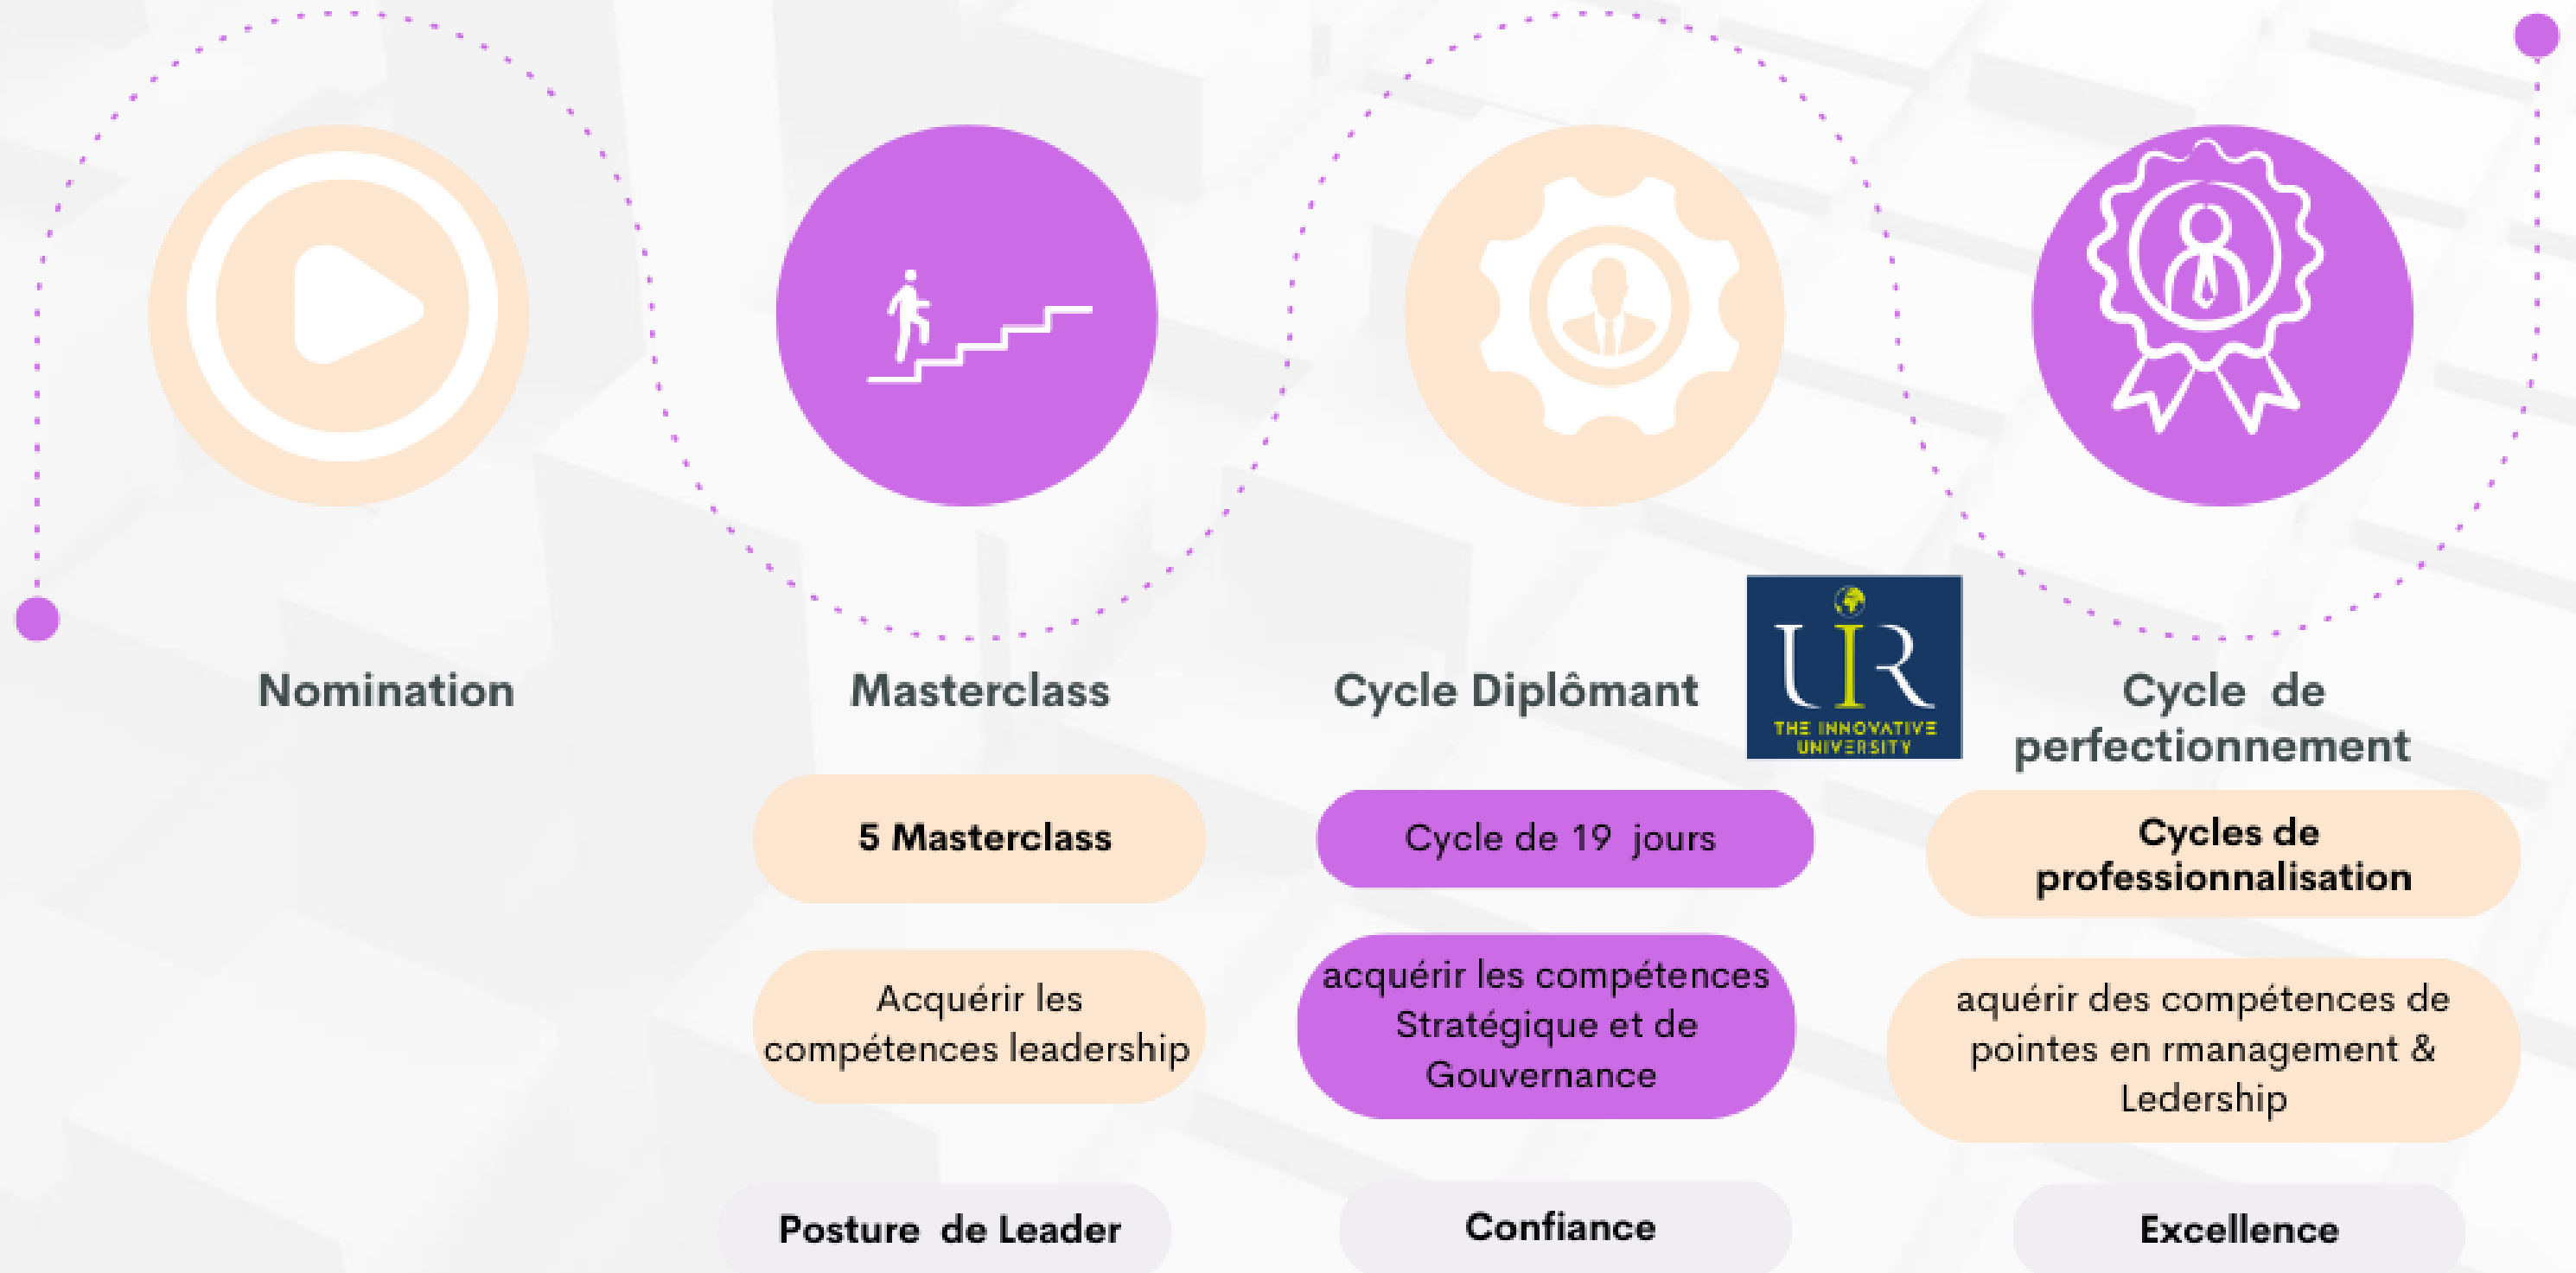 Nomination
Masterclass
5 Masterclass
Acquérir les
compétences leadership
Posture de Leader
Cycle Diplômant
UIR
THE INNOVATIVE
UNIVERSITY
Cycle de 19 jours
acquérir les compétences
Stratégique et de
Gouvernance
Confiance
Cycle de
perfectionnement
Cycles de
professionnalisation
aquérir des compétences de
pointes en rmanagement &
Ledership
Excellence